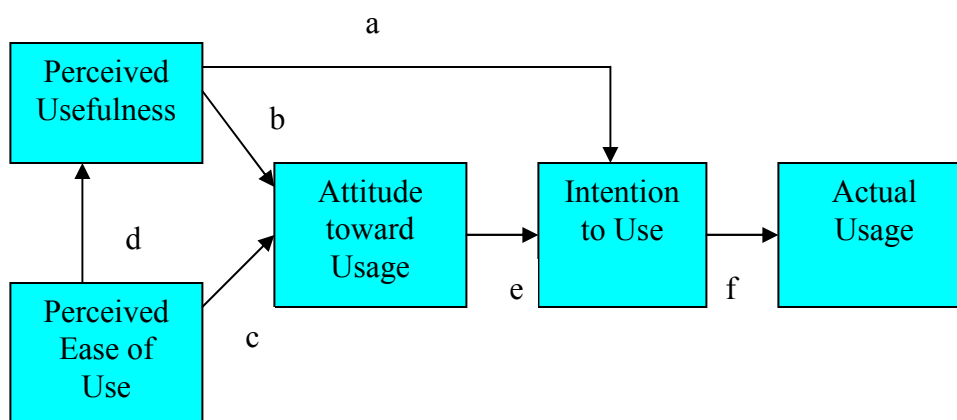 a
Perceived
Usefulness
b
Attitude
toward
Usage
Intention
to Use
Actual
Usage
d
e
f
Perceived
Ease of
Use
c